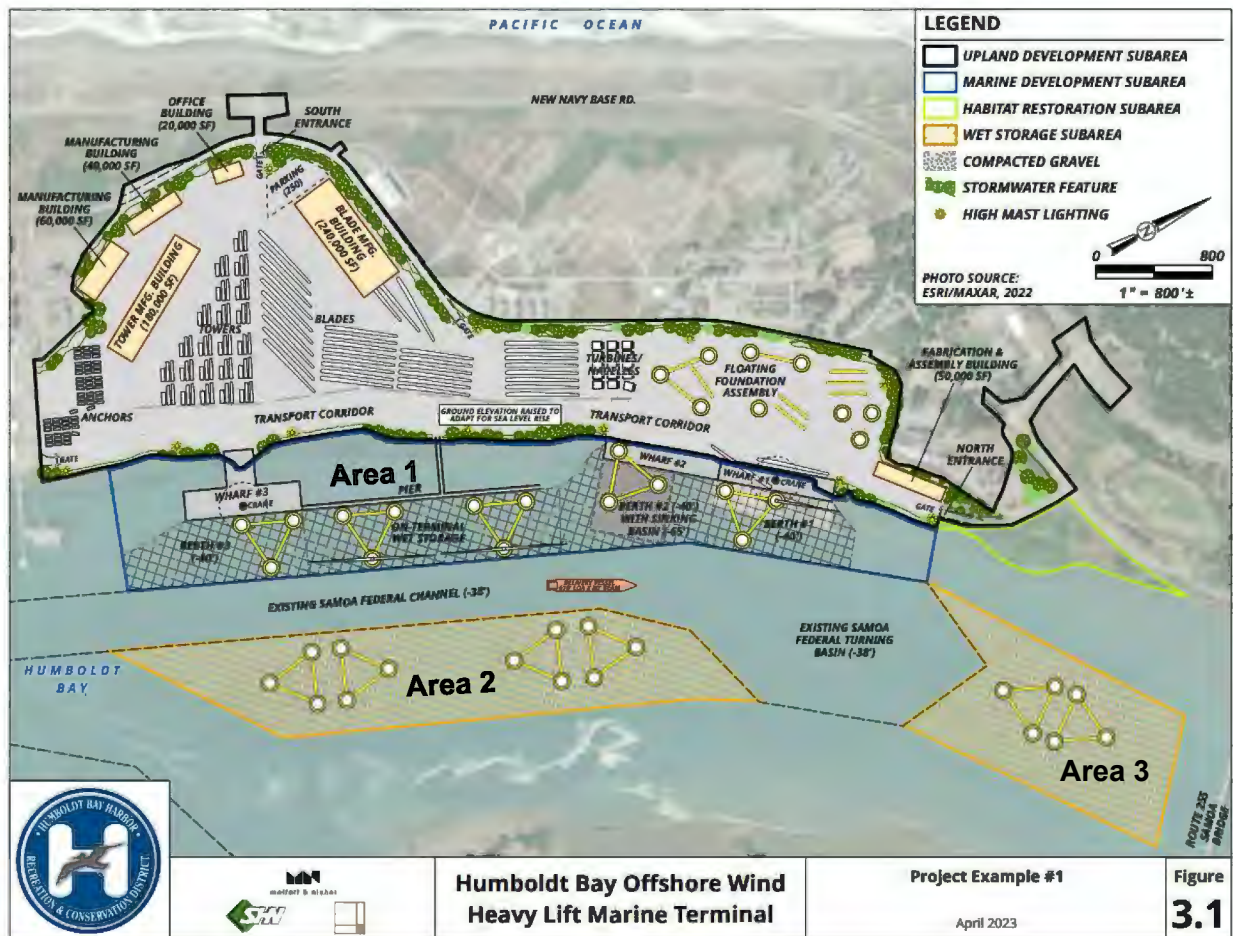 PACIFIC OCEAN
NEW NAVY BASE RD.
OFFICE
BUILDING
(20,000 SF)
SOUTH
ENTRANCE
MANUFACTURING
BUILDING
(40,000 SF)
GATE
PARKING
(250)
MANUFACTURING
BUILDING
(60,000 SF)
BLADE MFG.
BUILDING
(240,000 SF)
TOWER MFG. BUILDING
(180,000 SF)
TOWERS
BLADES
GATE
TURBINES/
NACELLES
FLOATING
FOUNDATION
ASSEMBLY
FABRICATION &
ASSEMBLY BUILDING
(50,000 SF)
ANCHORS
TRANSPORT CORRIDOR
GROUND ELEVATION RAISED TO
ADAPT FOR SEA LEVEL RISE
TRANSPORT CORRIDOR
NORTH
ENTRANCE
GATE
GATE
Area 1
WHARF #3
CRANE
PIER
WHARF #2
WHARF #1
CRANE
BERTH #3
(-40')
ON-TERMINAL
WET STORAGE
BERTH #2 (-40')
WITH SINKING
BASIN (-65')
BERTH #1
(-40')
EXISTING SAMOA FEDERAL CHANNEL (-38')
EXISTING SAMOA
FEDERAL TURNING
BASIN (-38')
HUMBOLDT
BAY
Area 2
Area 3
ROUTE 255
SAMOA
BRIDGE
LEGEND
UPLAND DEVELOPMENT SUBAREA
MARINE DEVELOPMENT SUBAREA
HABITAT RESTORATION SUBAREA
WET STORAGE SUBAREA
COMPACTED GRAVEL
STORMWATER FEATURE
HIGH MAST LIGHTING
Z
0 800
PHOTO SOURCE:
ESRI/MAXAR, 2022
1" = 800'±
HUMBOLDT BAY HARBOR
RECREATION & CONSERVATION DISTRICT
H
moffatt & nichol
SHN
Humboldt Bay Offshore Wind
Heavy Lift Marine Terminal
Project Example #1
April 2023
Figure
3.1